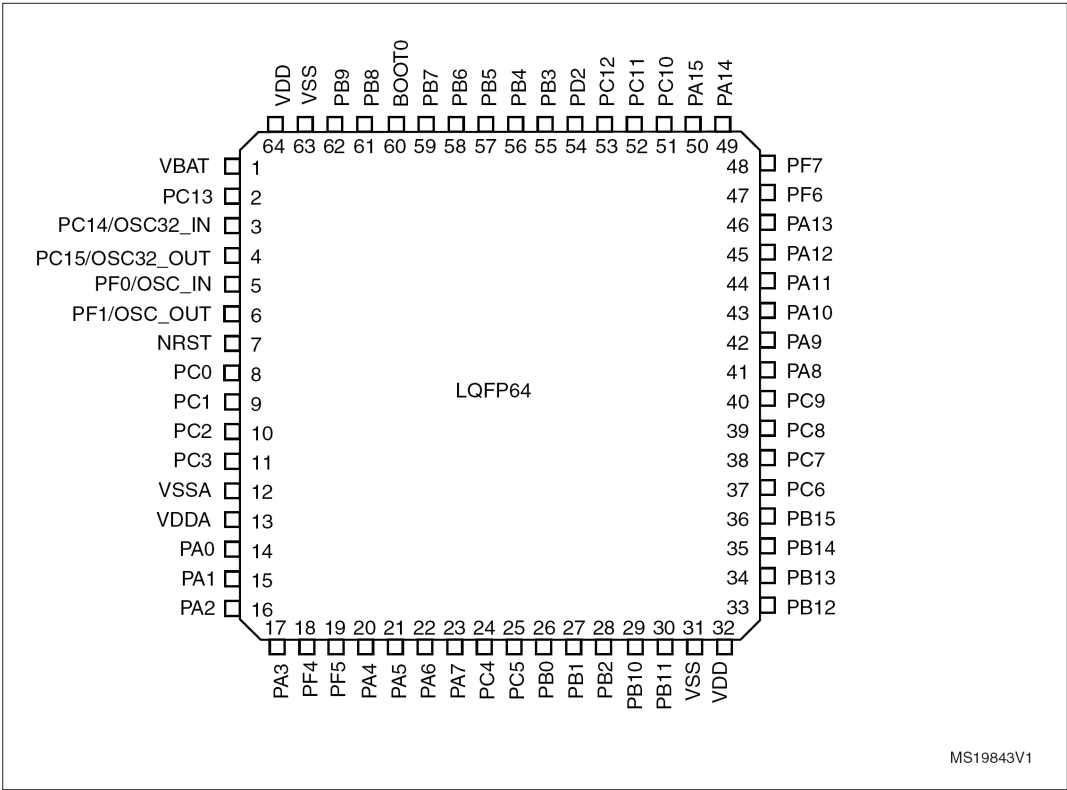 VDD VSS PB9 PB8 BOOT0 PB7 PB6 PB5 PB4 PB3 PD2 PC12 PC11 PC10 PA15 PA14
64 63 62 61 60 59 58 57 56 55 54 53 52 51 50 49
VBAT 1 48 PF7
PC13 2 47 PF6
PC14/OSC32_IN 3 46 PA13
PC15/OSC32_OUT 4 45 PA12
PF0/OSC_IN 5 44 PA11
PF1/OSC_OUT 6 43 PA10
NRST 7 42 PA9
PC0 8 41 PA8
LQFP64
PC1 9 40 PC9
PC2 10 39 PC8
PC3 11 38 PC7
VSSA 12 37 PC6
VDDA 13 36 PB15
PA0 14 35 PB14
PA1 15 34 PB13
PA2 16 33 PB12
17 18 19 20 21 22 23 24 25 26 27 28 29 30 31 32
PA3 PF4 PF5 PA4 PA5 PA6 PA7 PC4 PC5 PB0 PB1 PB2 PB10 PB11 VSS VDD
MS19843V1